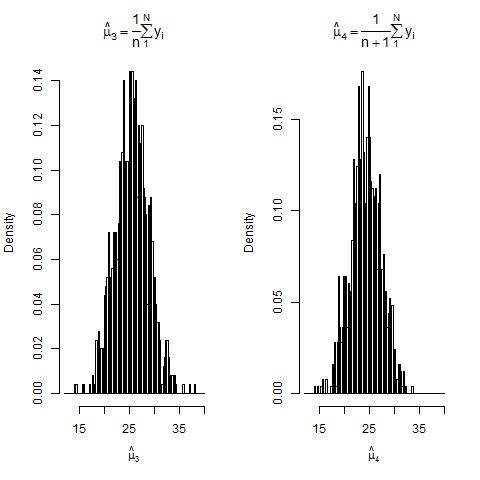 μ̂₃ = 1/n ∑₁ᴺ yᵢ
μ̂₄ = 1/(n + 1) ∑₁ᴺ yᵢ
Density
0.00 0.02 0.04 0.06 0.08 0.10 0.12 0.14
15 25 35
μ̂₃
Density
0.00 0.05 0.10 0.15
15 25 35
μ̂₄